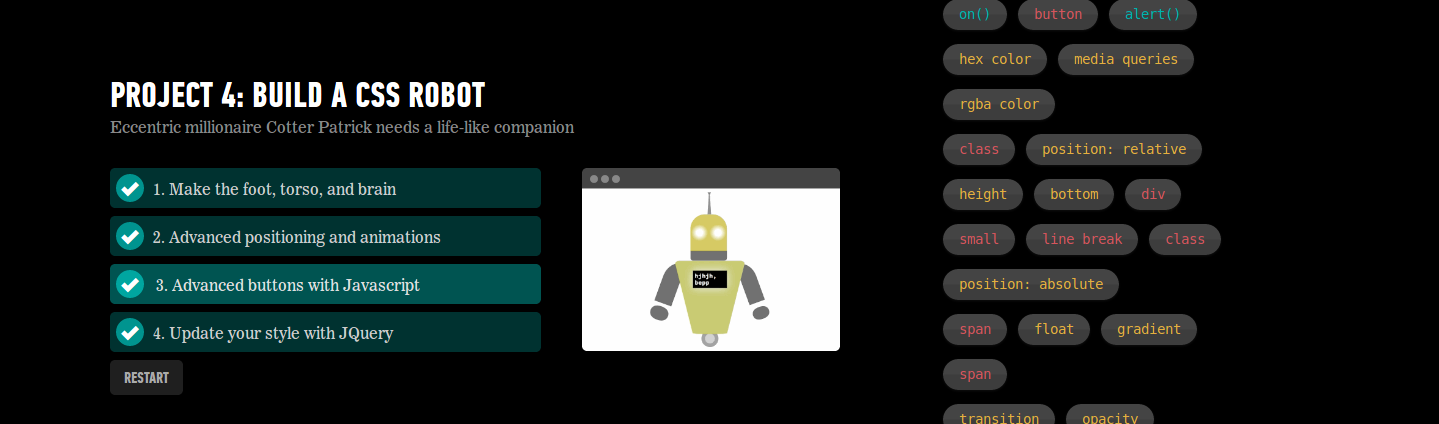 PROJECT 4: BUILD A CSS ROBOT
Eccentric millionaire Cotter Patrick needs a life-like companion
1. Make the foot, torso, and brain
2. Advanced positioning and animations
3. Advanced buttons with Javascript
4. Update your style with JQuery
RESTART
hjhjh,
bepp
on() button alert()
hex color media queries
rgba color
class position: relative
height bottom div
small line break class
position: absolute
span float gradient
span
transition opacity